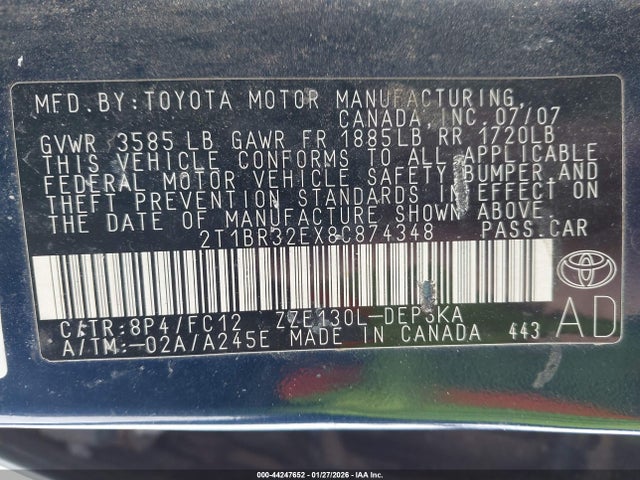 MFD.BY:TOYOTA MOTOR MANUFACTURING,
CANADA,INC.07/07
GVWR 3585LB GAWR FR 1885LB RR 1720LB
THIS VEHICLE CONFORMS TO ALL APPLICABLE
FEDERAL MOTOR VEHICLE SAFETY,BUMPER,AND
THEFT PREVENTION STANDARDS IN EFFECT ON
THE DATE OF MANUFACTURE SHOWN ABOVE.
2T1BR32EX8C874348 PASS.CAR
C/TR:8P4/FC12 ZZE130L-DEPSKA
A/TM:-02A/A245E MADE IN CANADA 443
AD
000-44247652 - 01/27/2026 - IAA Inc.